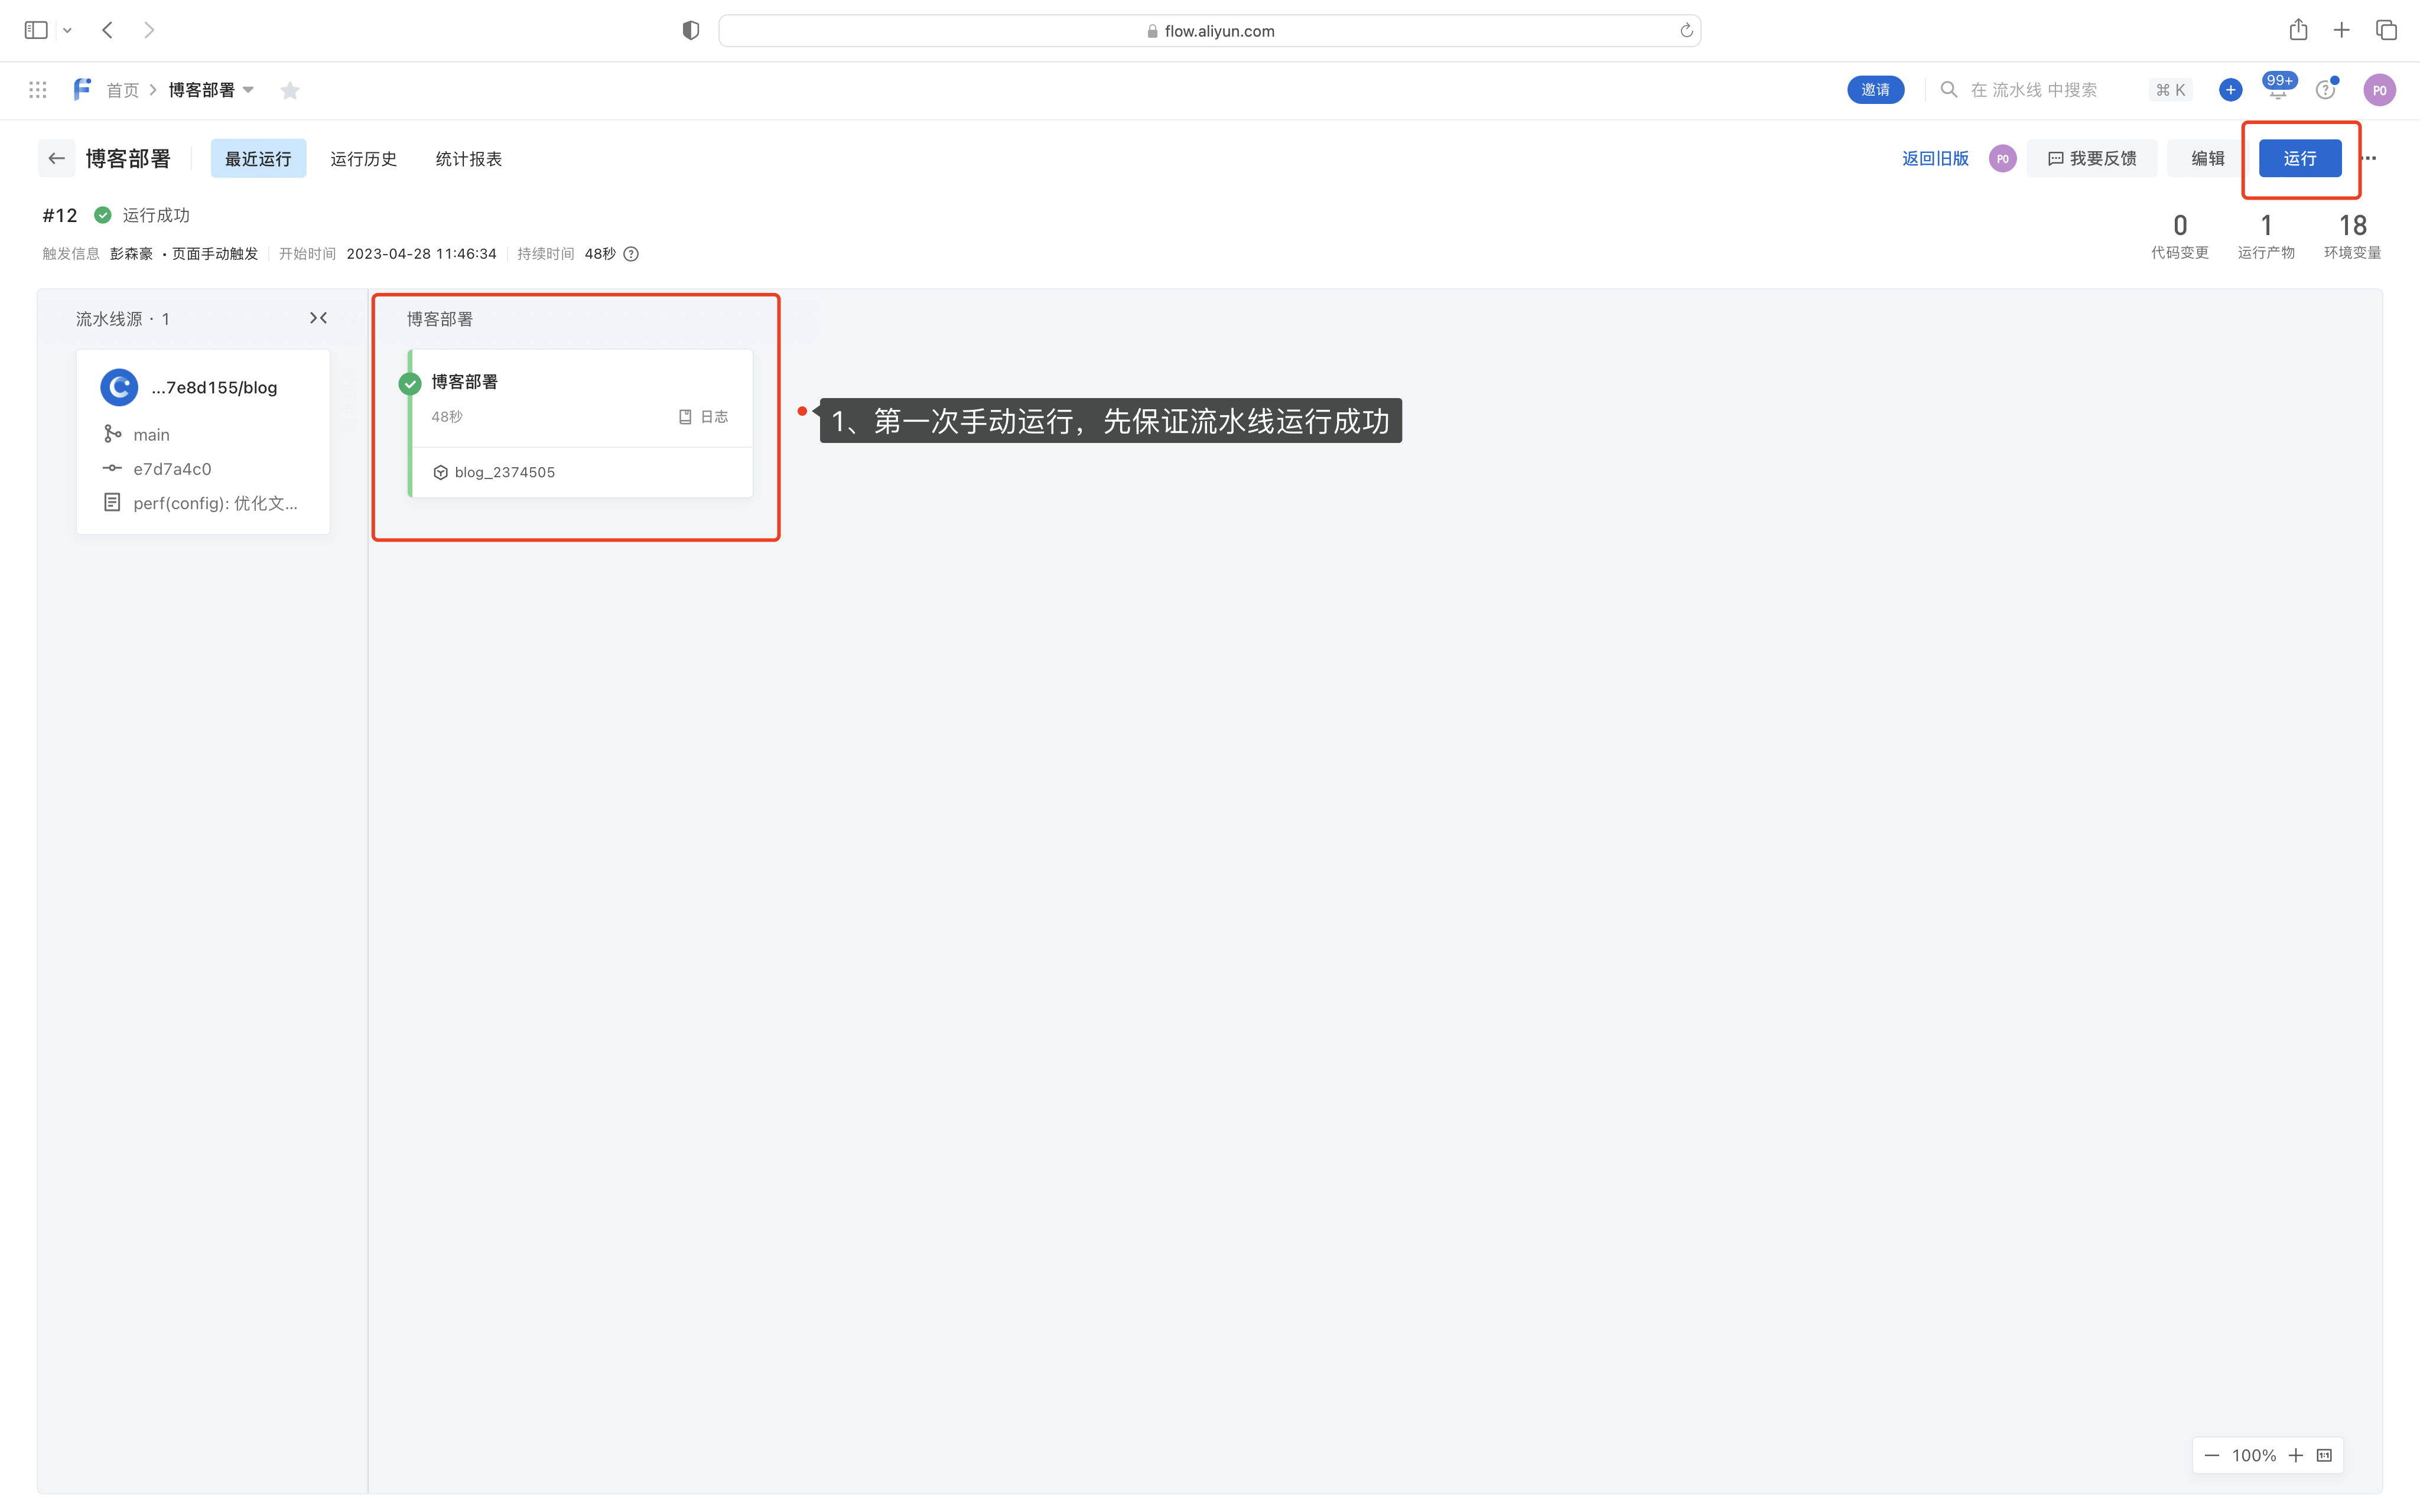 flow.aliyun.com
首页 > 博客部署
邀请
在 流水线 中搜索
⌘ K
99+
PO
博客部署
最近运行
运行历史
统计报表
返回旧版
PO
我要反馈
编辑
运行
#12 运行成功
触发信息 彭森豪 • 页面手动触发 开始时间 2023-04-28 11:46:34 持续时间 48秒
0
代码变更
1
运行产物
18
环境变量
流水线源 · 1
...7e8d155/blog
main
e7d7a4c0
perf(config): 优化文...
博客部署
博客部署
48秒
日志
blog_2374505
1、第一次手动运行，先保证流水线运行成功
100%
1:1